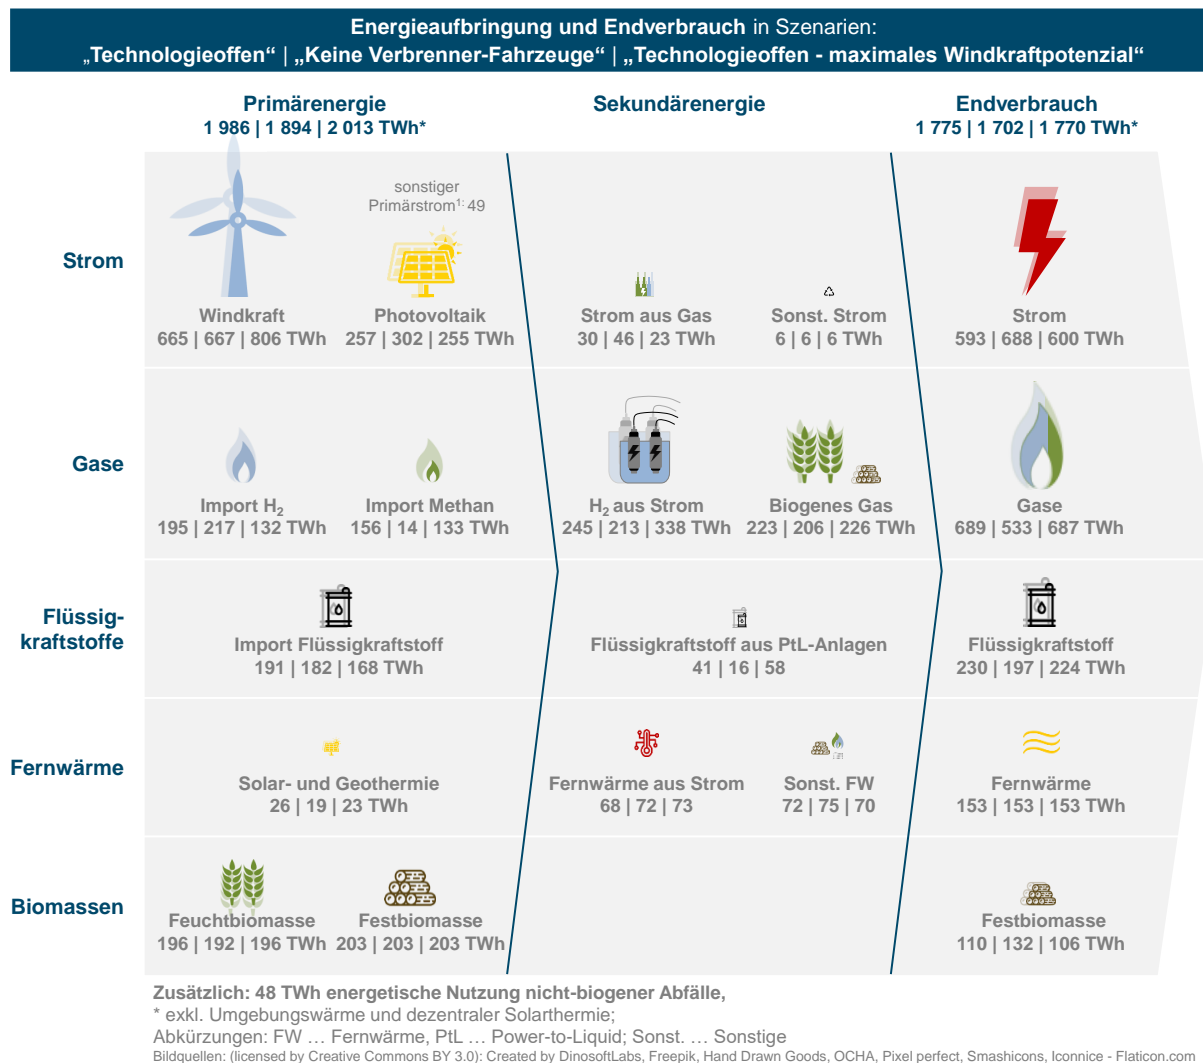 Energieaufbringung und Endverbrauch in Szenarien:
„Technologieoffen“ | „Keine Verbrenner-Fahrzeuge“ | „Technologieoffen - maximales Windkraftpotenzial“
Primärenergie
1 986 | 1 894 | 2 013 TWh*
Sekundärenergie
Endverbrauch
1 775 | 1 702 | 1 770 TWh*
Strom
sonstiger
Primärstrom¹: 49
Windkraft
665 | 667 | 806 TWh
Photovoltaik
257 | 302 | 255 TWh
Strom aus Gas
30 | 46 | 23 TWh
Sonst. Strom
6 | 6 | 6 TWh
Strom
593 | 688 | 600 TWh
Gase
Import H₂
195 | 217 | 132 TWh
Import Methan
156 | 14 | 133 TWh
H₂ aus Strom
245 | 213 | 338 TWh
Biogenes Gas
223 | 206 | 226 TWh
Gase
689 | 533 | 687 TWh
Flüssig-
kraftstoffe
Import Flüssigkraftstoff
191 | 182 | 168 TWh
Flüssigkraftstoff aus PtL-Anlagen
41 | 16 | 58
Flüssigkraftstoff
230 | 197 | 224 TWh
Fernwärme
Solar- und Geothermie
26 | 19 | 23 TWh
Fernwärme aus Strom
68 | 72 | 73
Sonst. FW
72 | 75 | 70
Fernwärme
153 | 153 | 153 TWh
Biomassen
Feuchtbiomasse
196 | 192 | 196 TWh
Festbiomasse
203 | 203 | 203 TWh
Festbiomasse
110 | 132 | 106 TWh
Zusätzlich: 48 TWh energetische Nutzung nicht-biogener Abfälle,
* exkl. Umgebungswärme und dezentraler Solarthermie;
Abkürzungen: FW … Fernwärme, PtL … Power-to-Liquid; Sonst. … Sonstige
Bildquellen: (licensed by Creative Commons BY 3.0): Created by DinosoftLabs, Freepik, Hand Drawn Goods, OCHA, Pixel perfect, Smashicons, Iconnice - Flaticon.com